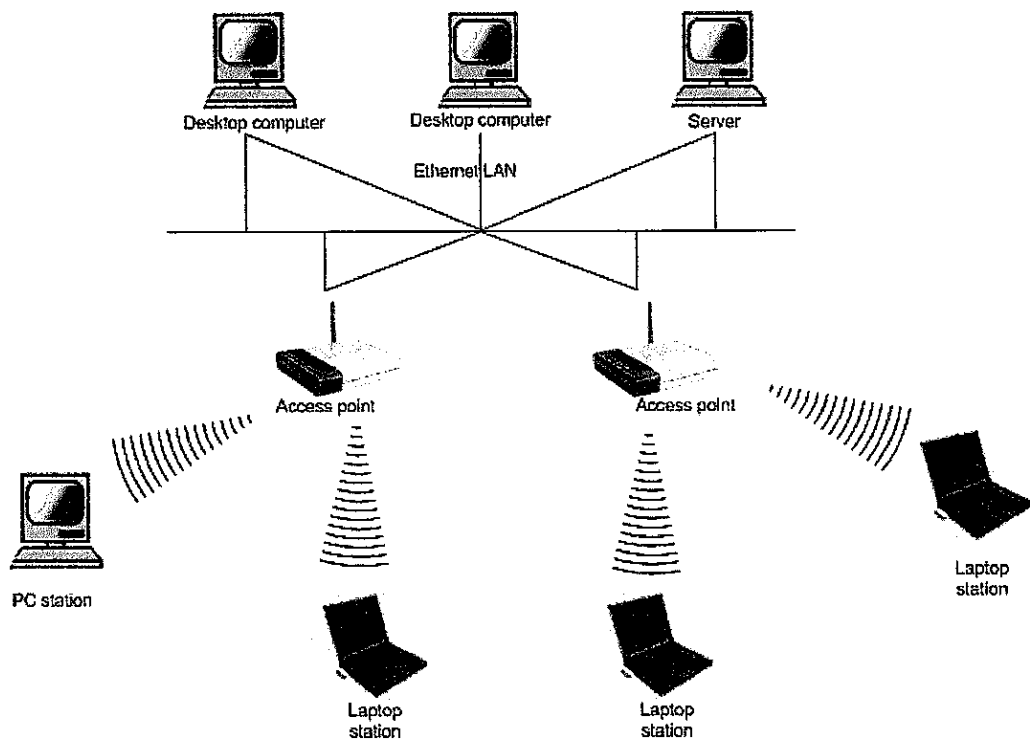 Desktop computer
Desktop computer
Server
Ethernet LAN
Access point
Access point
PC station
Laptop
station
Laptop
station
Laptop
station